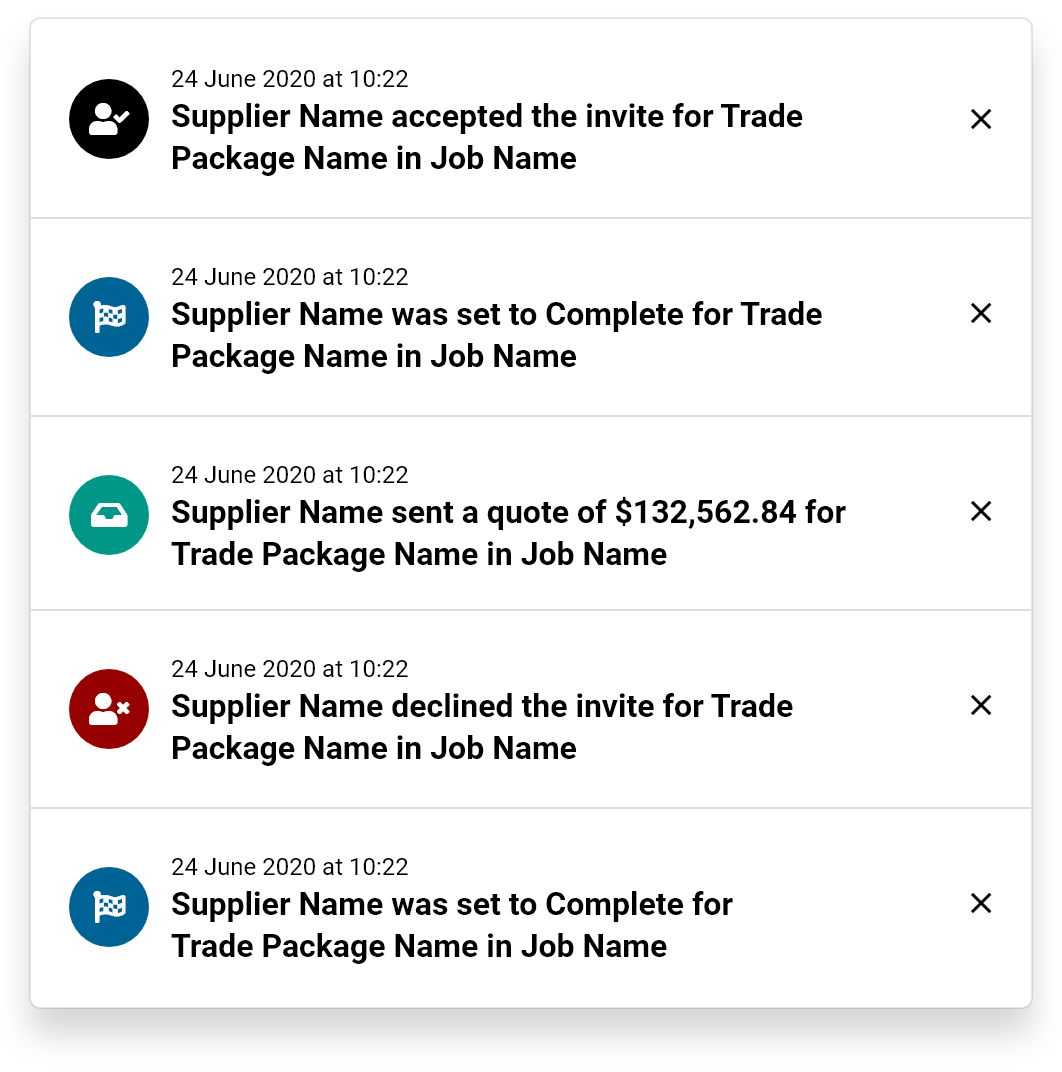 24 June 2020 at 10:22
Supplier Name accepted the invite for Trade
Package Name in Job Name
24 June 2020 at 10:22
Supplier Name was set to Complete for Trade
Package Name in Job Name
24 June 2020 at 10:22
Supplier Name sent a quote of $132,562.84 for
Trade Package Name in Job Name
24 June 2020 at 10:22
Supplier Name declined the invite for Trade
Package Name in Job Name
24 June 2020 at 10:22
Supplier Name was set to Complete for
Trade Package Name in Job Name